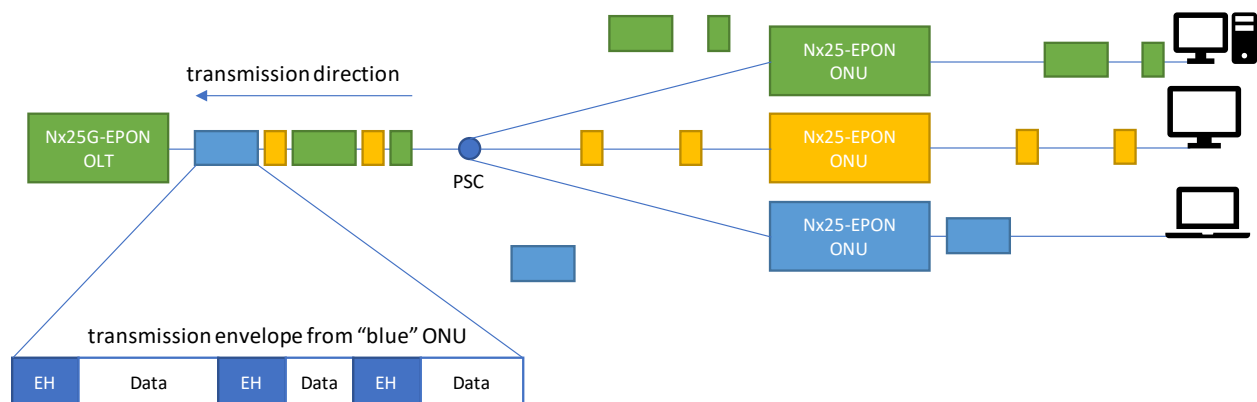 Nx25-EPON
ONU
transmission direction
Nx25G-EPON
OLT
Nx25-EPON
ONU
PSC
Nx25-EPON
ONU
transmission envelope from “blue” ONU
EH Data EH Data EH Data